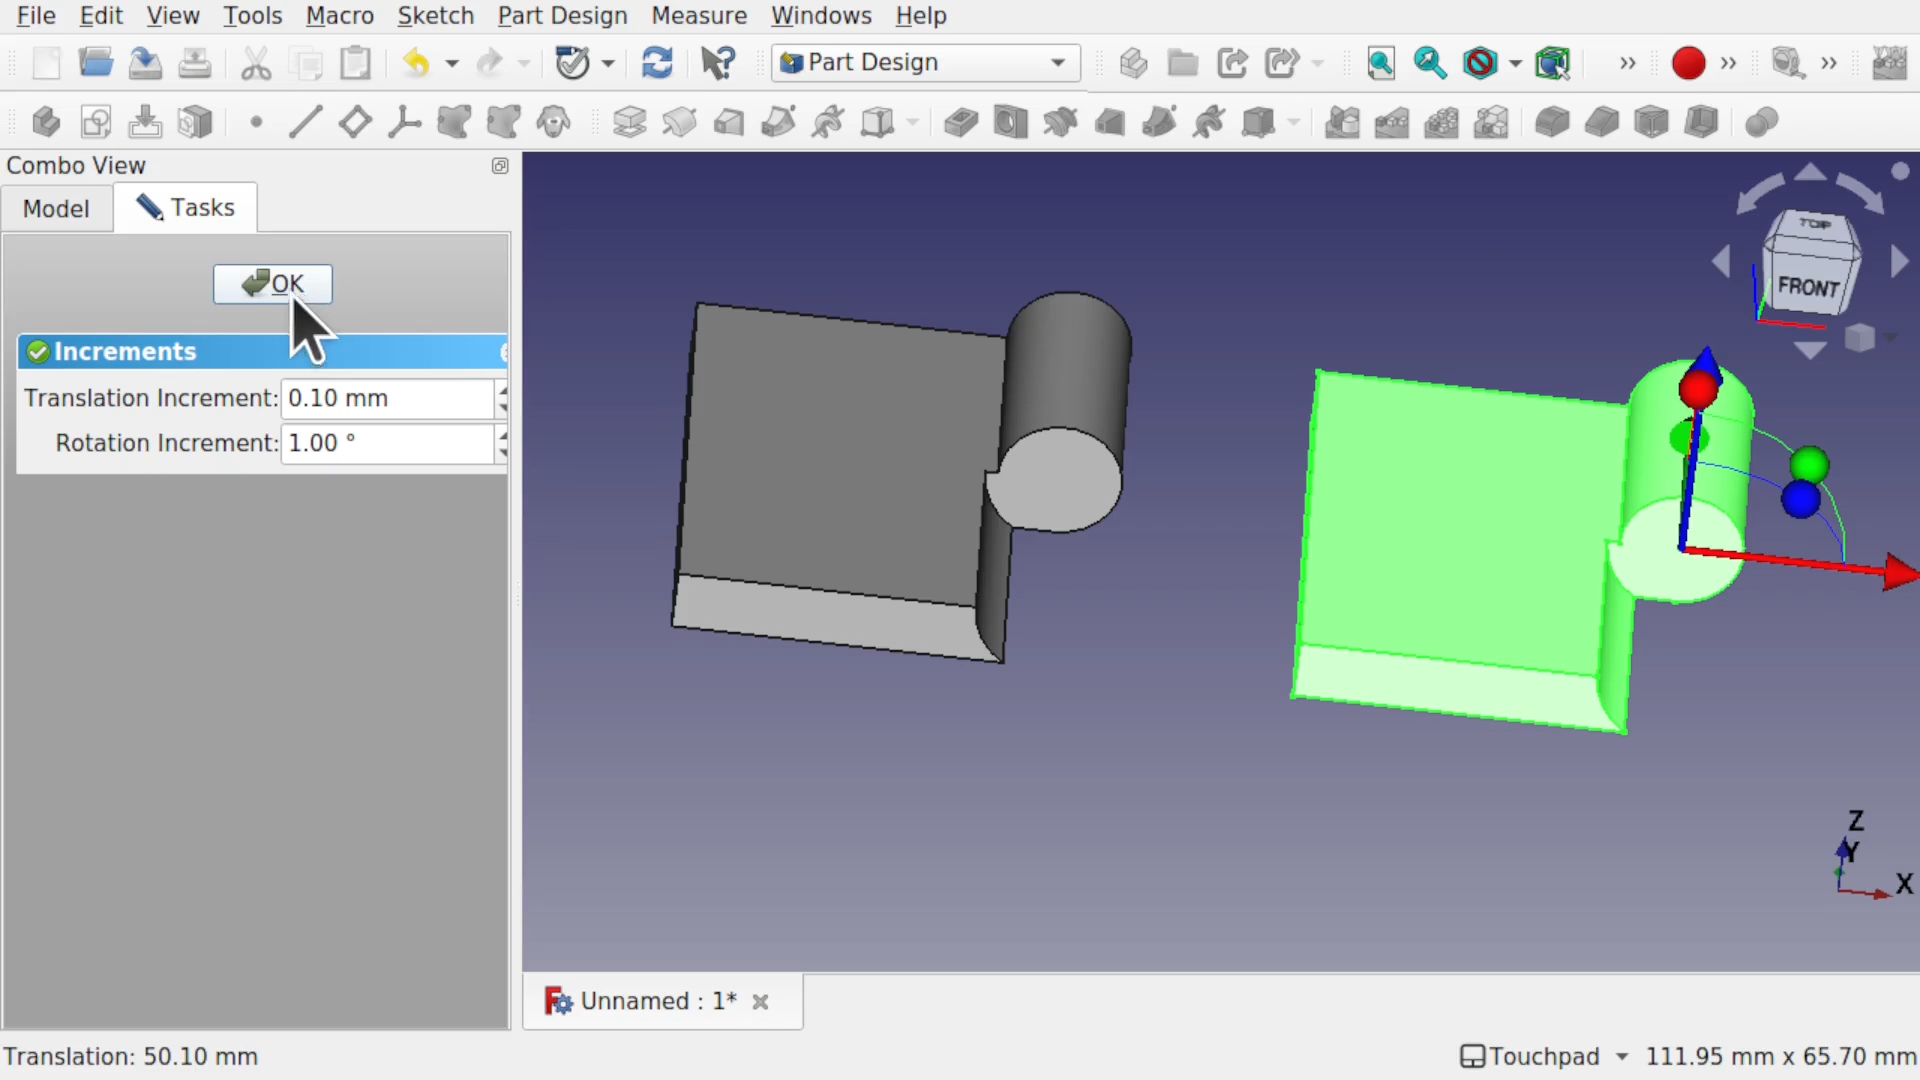 File Edit View Tools Macro Sketch Part Design Measure Windows Help
Part Design
Combo View
Model Tasks
OK
Increments
Translation Increment: 0.10 mm
Rotation Increment: 1.00 °
TOP
FRONT
Z
Y
X
Unnamed : 1*
Translation: 50.10 mm
Touchpad 111.95 mm x 65.70 mm